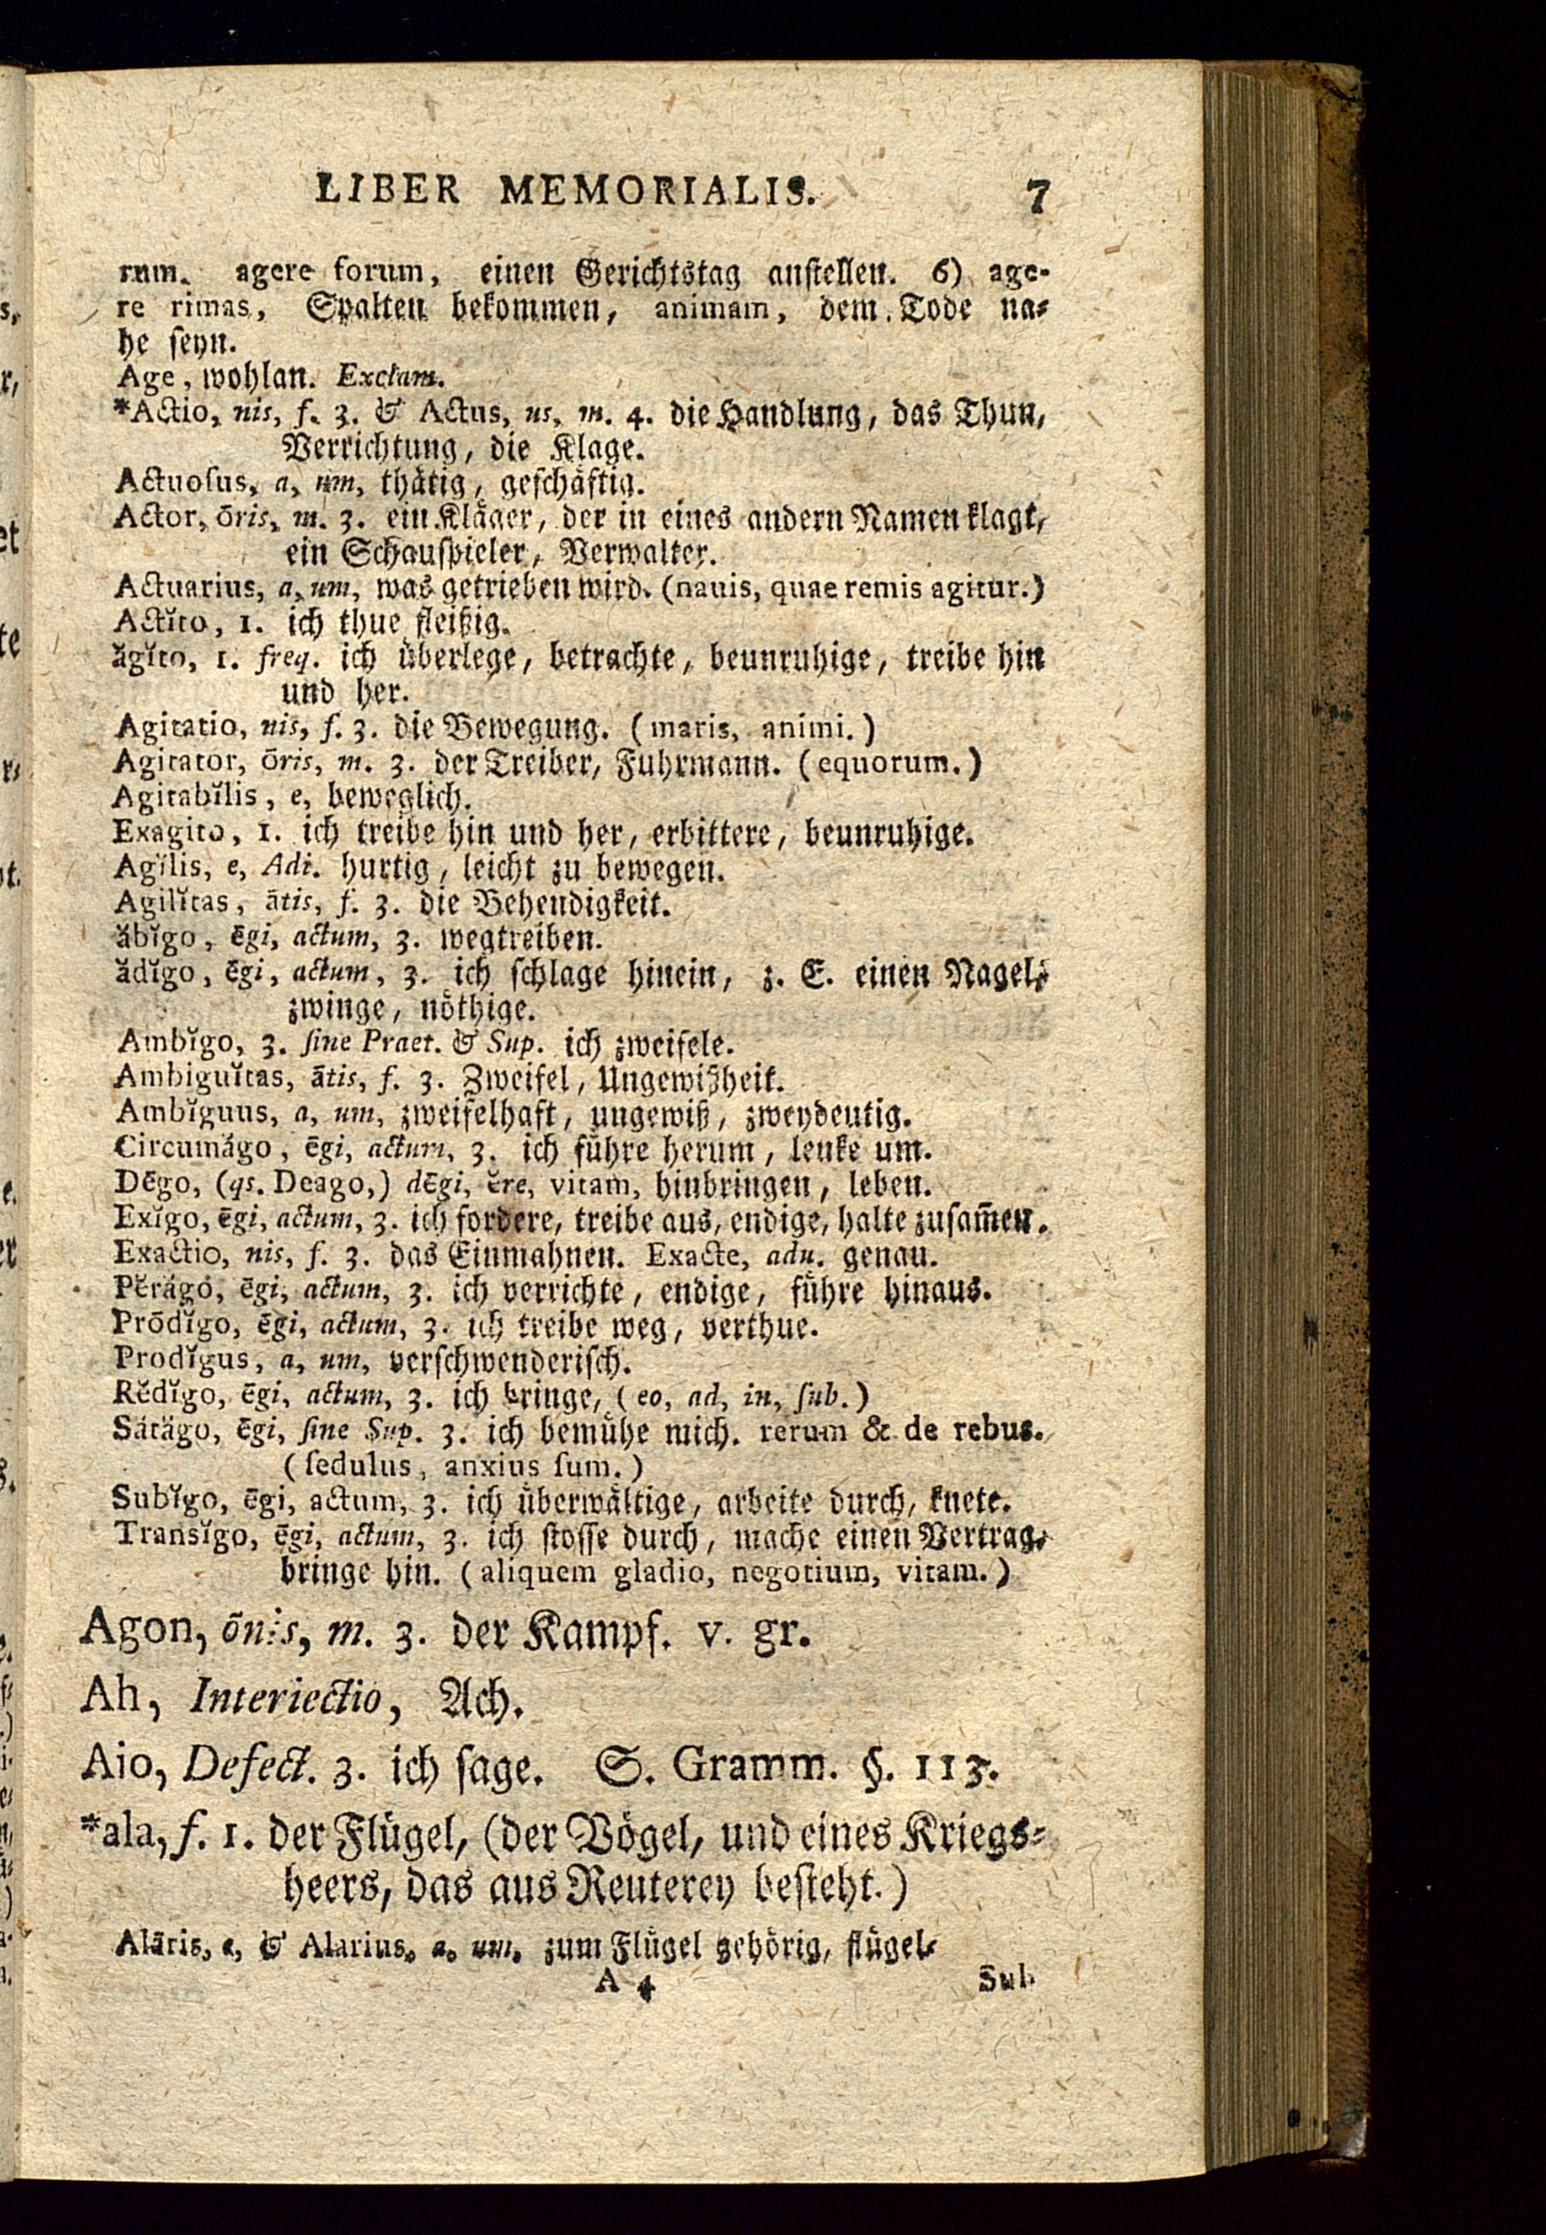 LIBER MEMORIALIS. 7
rum. agere forum, einen Gerichtstag anstellen. 6) age-
re rimas, Spalten bekommen, animam, dem Tode na-
he seyn.
Age, wohlan. Exclam.
*Actio, nis, f. 3. & Actus, us, m. 4. die Handlung, das Thun,
Verrichtung, die Klage.
Actuosus, a, um, thätig, geschäftig.
Actor, ōris, m. 3. ein Kläger, der in eines andern Namen klagt,
ein Schauspieler, Verwalter.
Actuarius, a, um, was getrieben wird. (nauis, quae remis agitur.)
Actĭto, 1. ich thue fleißig.
ăgĭto, 1. freq. ich überlege, betrachte, beunruhige, treibe hin
und her.
Agitatio, nis, f. 3. die Bewegung. (maris, animi.)
Agitator, ōris, m. 3. der Treiber, Fuhrmann. (equorum.)
Agitabĭlis, e, beweglich.
Exagito, 1. ich treibe hin und her, erbittere, beunruhige.
Agĭlis, e, Adi. hurtig, leicht zu bewegen.
Agilĭtas, ātis, f. 3. die Behendigkeit.
ăbĭgo, ēgi, actum, 3. wegtreiben.
ădĭgo, ēgi, actum, 3. ich schlage hinein, z. E. einen Nagel,
zwinge, nöthige.
Ambĭgo, 3. sine Praet. & Sup. ich zweifele.
Ambiguĭtas, ātis, f. 3. Zweifel, Ungewißheit.
Ambĭguus, a, um, zweifelhaft, ungewiß, zweydeutig.
Circumăgo, ēgi, actum, 3. ich führe herum, lenke um.
Dēgo, (qs. Deago,) dēgi, ĕre, vitam, hinbringen, leben.
Exĭgo, ēgi, actum, 3. ich fordere, treibe aus, endige, halte zusam̄en.
Exactio, nis, f. 3. das Einmahnen. Exacte, adu. genau.
Pĕrăgo, ēgi, actum, 3. ich verrichte, endige, führe hinaus.
Prōdĭgo, ēgi, actum, 3. ich treibe weg, verthue.
Prodĭgus, a, um, verschwenderisch.
Rĕdĭgo, ēgi, actum, 3. ich bringe, (eo, ad, in, sub.)
Sătăgo, ēgi, sine Sup. 3. ich bemühe mich. rerum & de rebus.
(sedulus, anxius sum.)
Subĭgo, ēgi, actum, 3. ich überwältige, arbeite durch, knete.
Transĭgo, ēgi, actum, 3. ich stosse durch, mache einen Vertrag,
bringe hin. (aliquem gladio, negotium, vitam.)
Agon, ōnis, m. 3. der Kampf. v. gr.
Ah, Interiectio, Ach.
Aio, Defect. 3. ich sage. S. Gramm. §. 113.
*ala, f. 1. der Flügel, (der Vögel, und eines Kriegs-
heers, das aus Reuterey besteht.)
Alāris, e, & Alarius, a, um, zum Flügel gehörig, flügel-
A 4 Sub